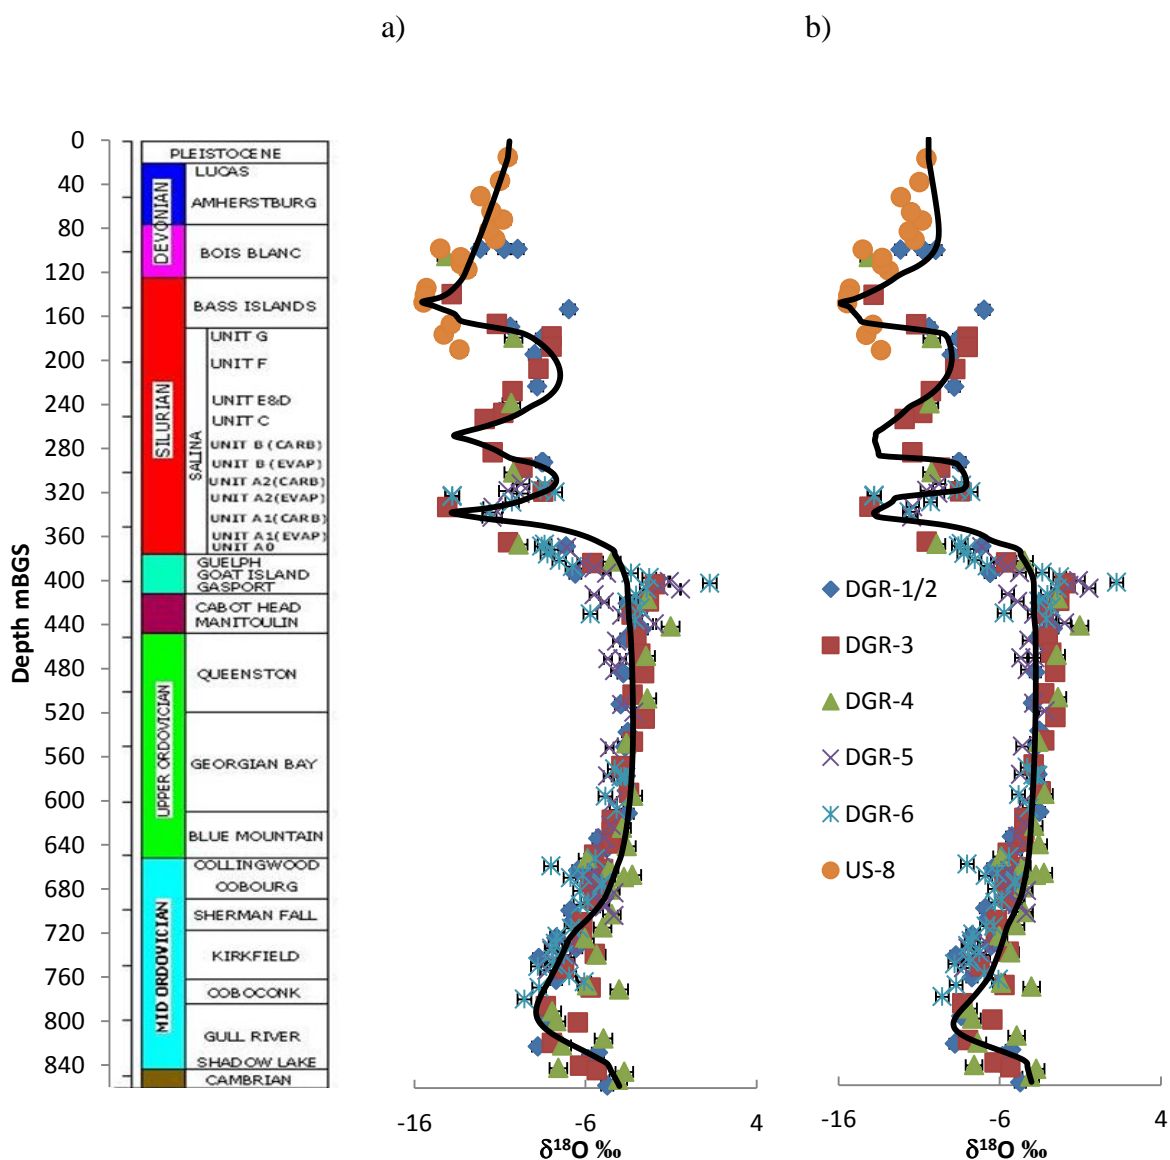 a)
b)
0
40
80
120
160
200
240
280
320
360
400
440
480
520
560
600
640
680
720
760
800
840
Depth mBGS
PLEISTOCENE
DEVONIAN
LUCAS
AMHERSTBURG
BOIS BLANC
SILURIAN
BASS ISLANDS
SALINA
UNIT G
UNIT F
UNIT E&D
UNIT C
UNIT B (CARB)
UNIT B (EVAP)
UNIT A2(CARB)
UNIT A2(EVAP)
UNIT A1(CARB)
UNIT A1(EVAP)
UNIT A0
GUELPH
GOAT ISLAND
GASPORT
CABOT HEAD
MANITOULIN
UPPER ORDOVICIAN
QUEENSTON
GEORGIAN BAY
BLUE MOUNTAIN
MID ORDOVICIAN
COLLINGWOOD
COBOURG
SHERMAN FALL
KIRKFIELD
COBOCONK
GULL RIVER
SHADOW LAKE
CAMBRIAN
DGR-1/2
DGR-3
DGR-4
DGR-5
DGR-6
US-8
-16 -6 4
δ¹⁸O ‰
-16 -6 4
δ¹⁸O ‰